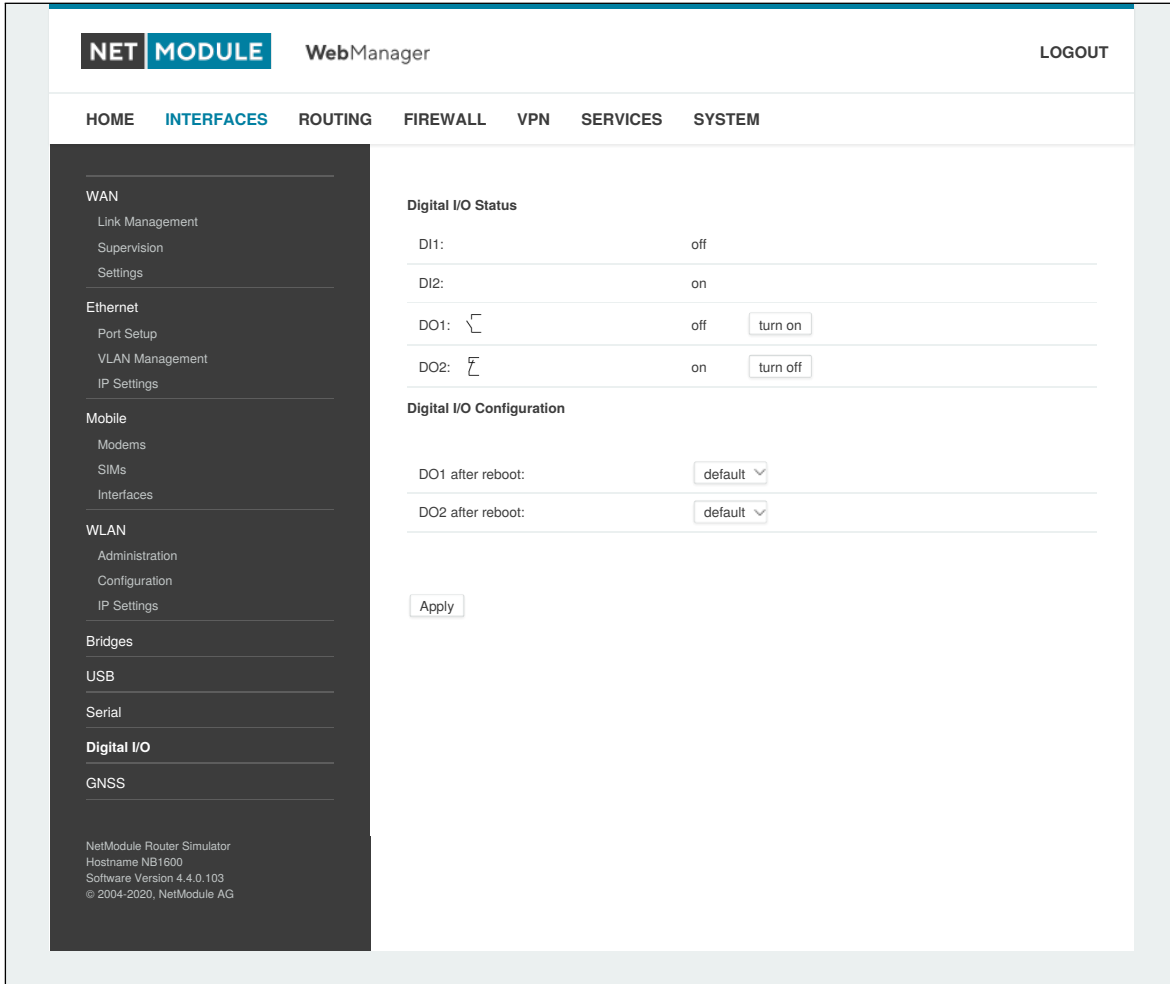 NET MODULE WebManager LOGOUT
HOME INTERFACES ROUTING FIREWALL VPN SERVICES SYSTEM
WAN
Link Management
Supervision
Settings
Ethernet
Port Setup
VLAN Management
IP Settings
Mobile
Modems
SIMs
Interfaces
WLAN
Administration
Configuration
IP Settings
Bridges
USB
Serial
Digital I/O
GNSS
NetModule Router Simulator
Hostname NB1600
Software Version 4.4.0.103
© 2004-2020, NetModule AG
Digital I/O Status
DI1: off
DI2: on
DO1: off turn on
DO2: on turn off
Digital I/O Configuration
DO1 after reboot: default
DO2 after reboot: default
Apply